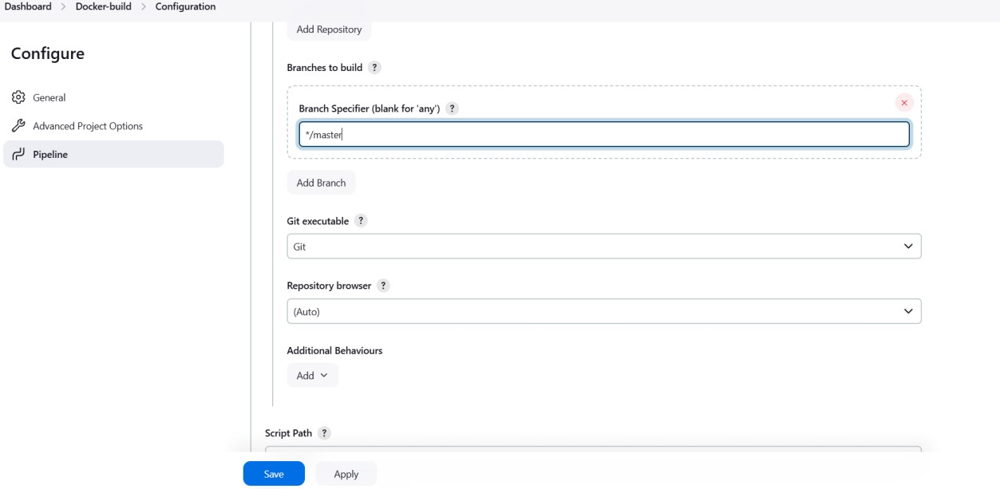 Dashboard > Docker-build > Configuration
Configure
General
Advanced Project Options
Pipeline
Add Repository
Branches to build ?
Branch Specifier (blank for 'any') ?
*/master
Add Branch
Git executable ?
Git
Repository browser ?
(Auto)
Additional Behaviours
Add
Script Path ?
Save Apply